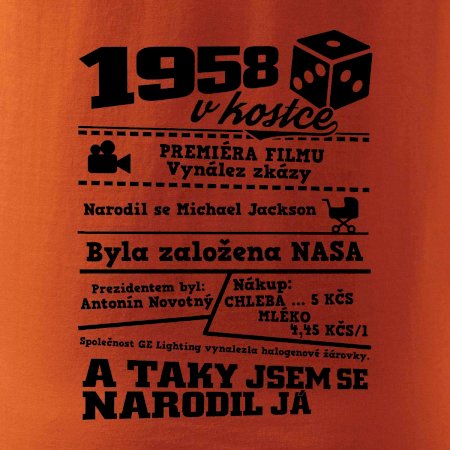 1958
v kostce
PREMIÉRA FILMU
Vynález zkázy
Narodil se Michael Jackson
Byla založena NASA
Prezidentem byl:
Antonín Novotný
Nákup:
CHLEBA ... 5 KČS
MLÉKO
4,45 KČS/l
Společnost GE Lighting vynalezla halogenové žárovky.
A TAKY JSEM SE
NARODIL JÁ